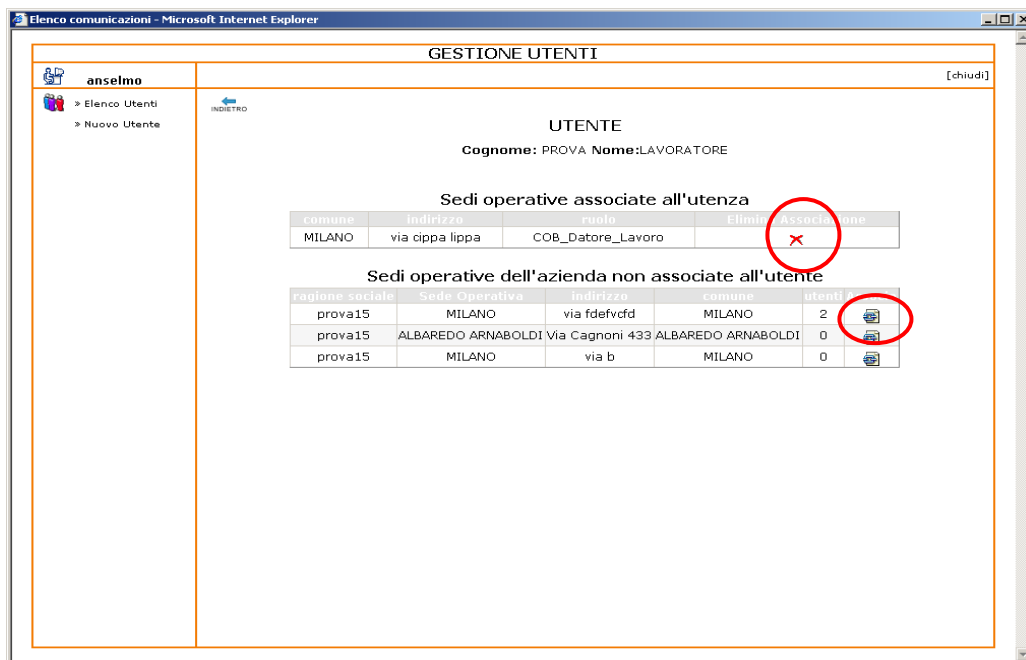 Elenco comunicazioni - Microsoft Internet Explorer
GESTIONE UTENTI
anselmo
[chiudi]
» Elenco Utenti
» Nuovo Utente
INDIETRO
UTENTE
Cognome: PROVA Nome:LAVORATORE
Sedi operative associate all'utenza
comune indirizzo ruolo Elimina Associazione
MILANO via cippa lippa COB_Datore_Lavoro
Sedi operative dell'azienda non associate all'utente
ragione sociale Sede Operativa indirizzo comune utenti
prova15 MILANO via fdefvcfd MILANO 2
prova15 ALBAREDO ARNABOLDI Via Cagnoni 433 ALBAREDO ARNABOLDI 0
prova15 MILANO via b MILANO 0